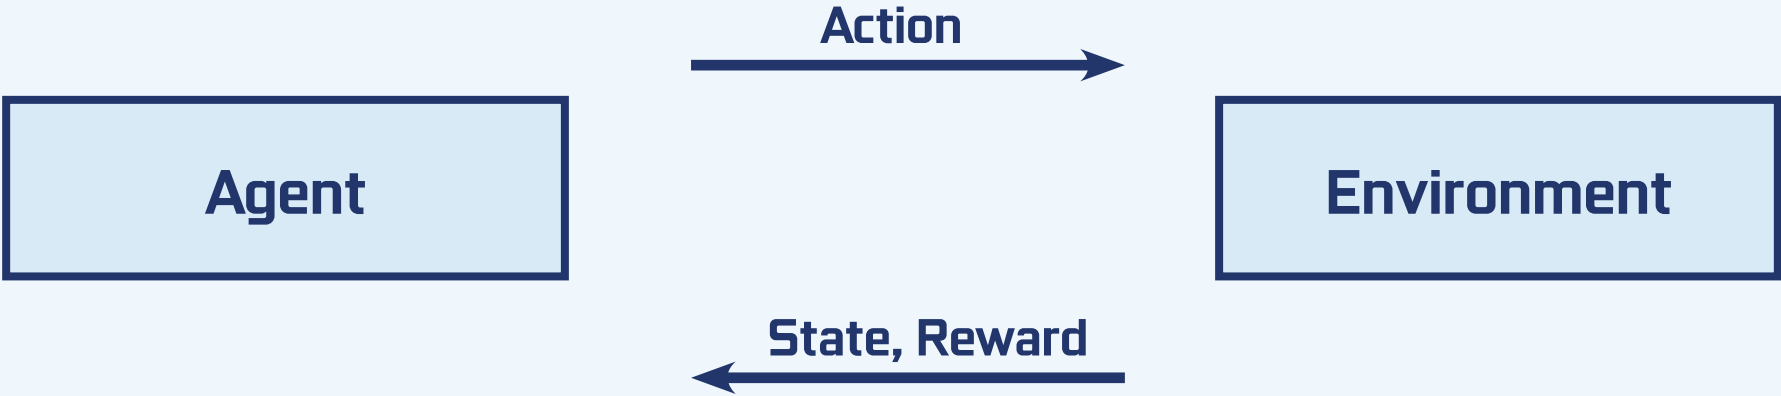 Action
Agent
Environment
State, Reward